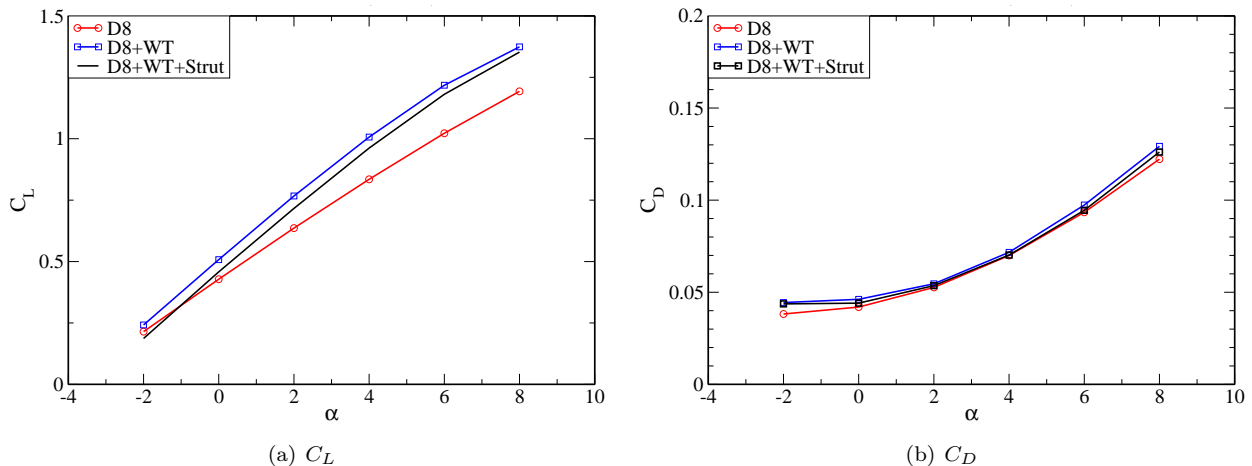 1.5
1
0.5
0
C_L
D8
D8+WT
D8+WT+Strut
-4 -2 0 2 4 6 8 10
α
(a) C_L
0.2
0.15
0.1
0.05
0
C_D
D8
D8+WT
D8+WT+Strut
-4 -2 0 2 4 6 8 10
α
(b) C_D